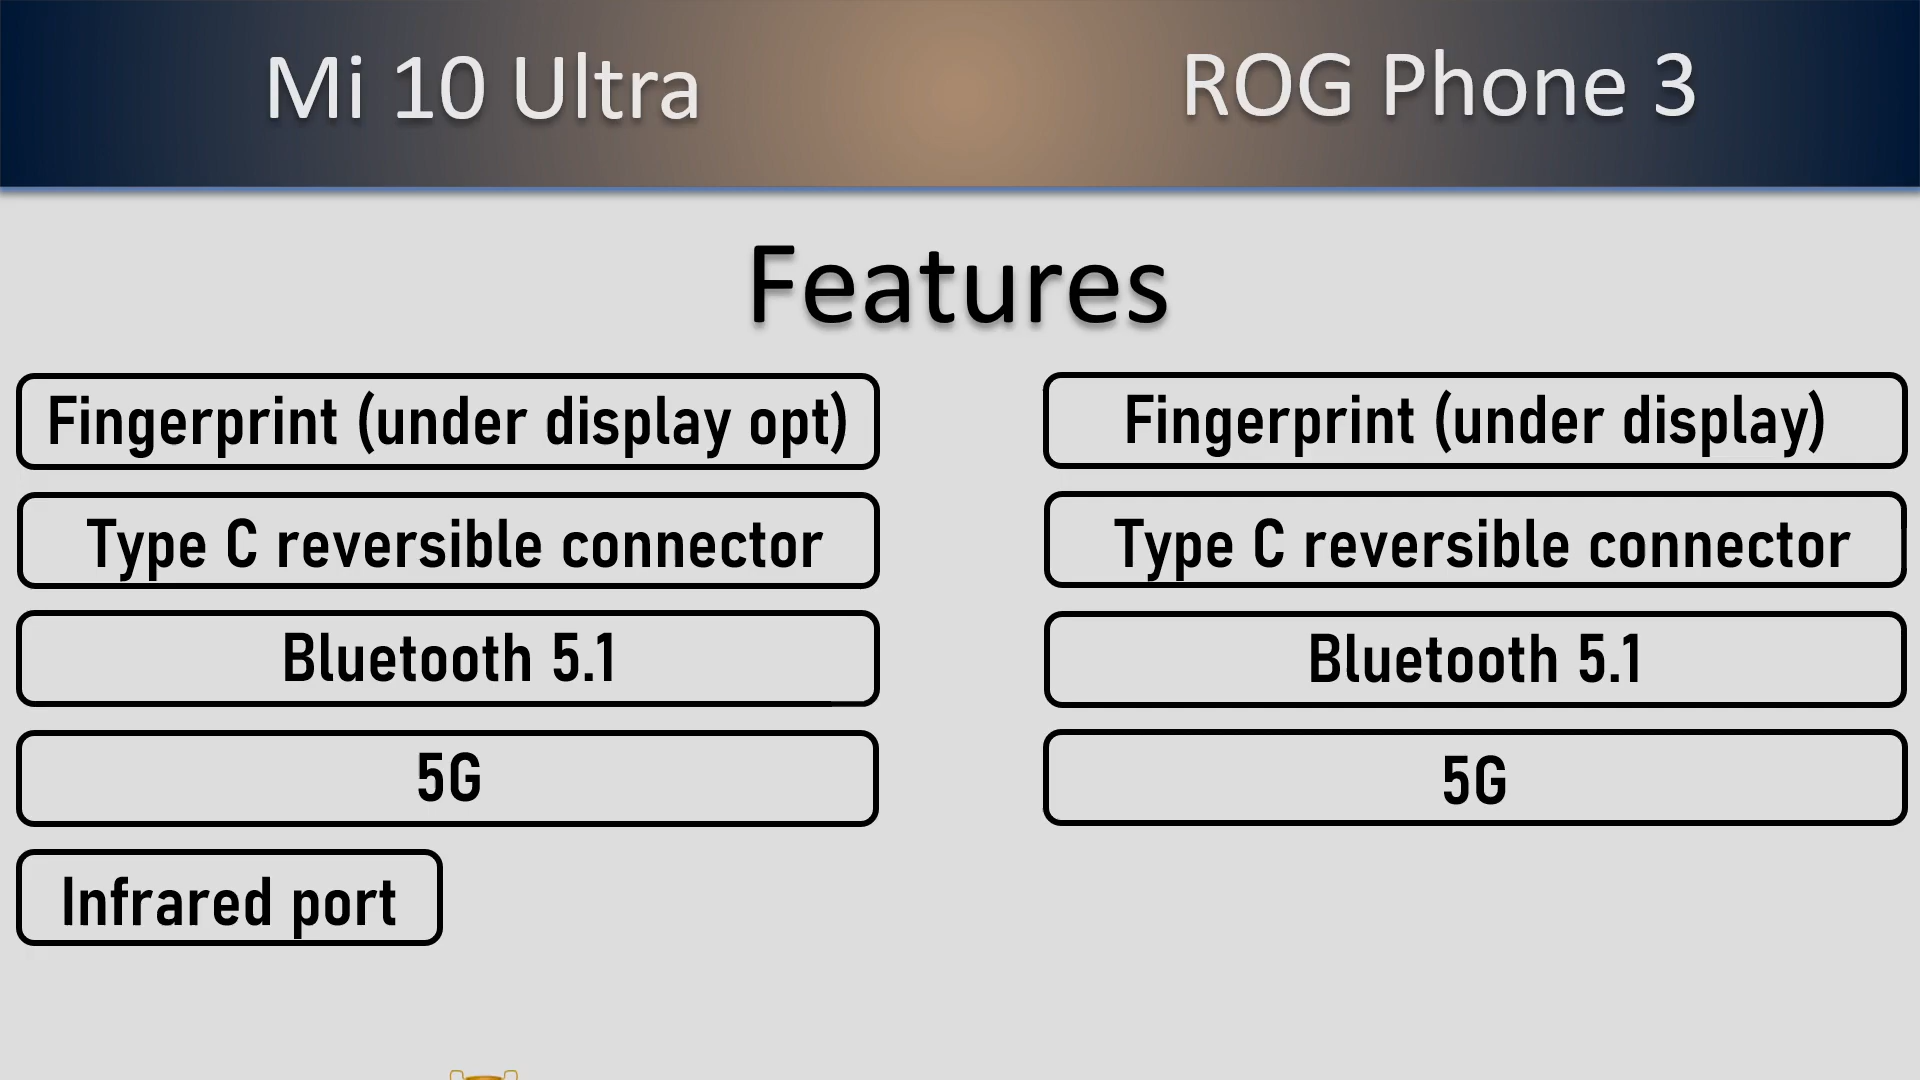 Mi 10 Ultra
ROG Phone 3
Features
Fingerprint (under display opt)
Fingerprint (under display)
Type C reversible connector
Type C reversible connector
Bluetooth 5.1
Bluetooth 5.1
5G
5G
Infrared port